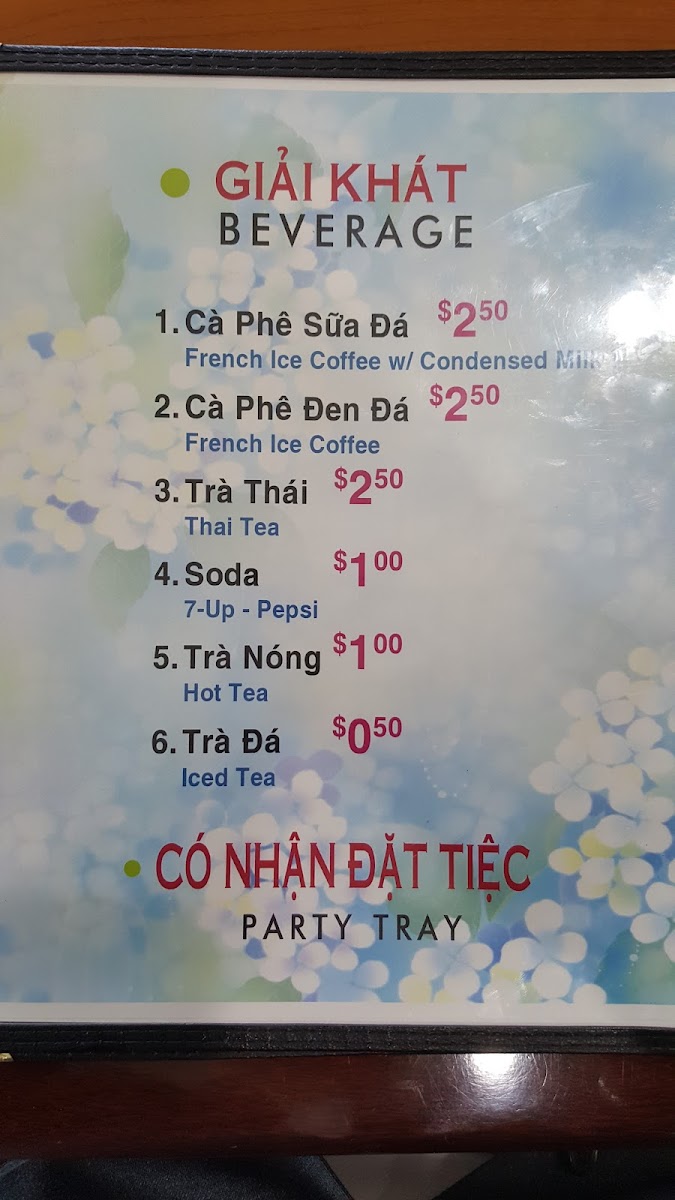 GIẢI KHÁT
BEVERAGE
1. Cà Phê Sữa Đá $2.50
French Ice Coffee w/ Condensed Milk
2. Cà Phê Đen Đá $2.50
French Ice Coffee
3. Trà Thái $2.50
Thai Tea
4. Soda $1.00
7-Up - Pepsi
5. Trà Nóng $1.00
Hot Tea
6. Trà Đá $0.50
Iced Tea
CÓ NHẬN ĐẶT TIỆC
PARTY TRAY